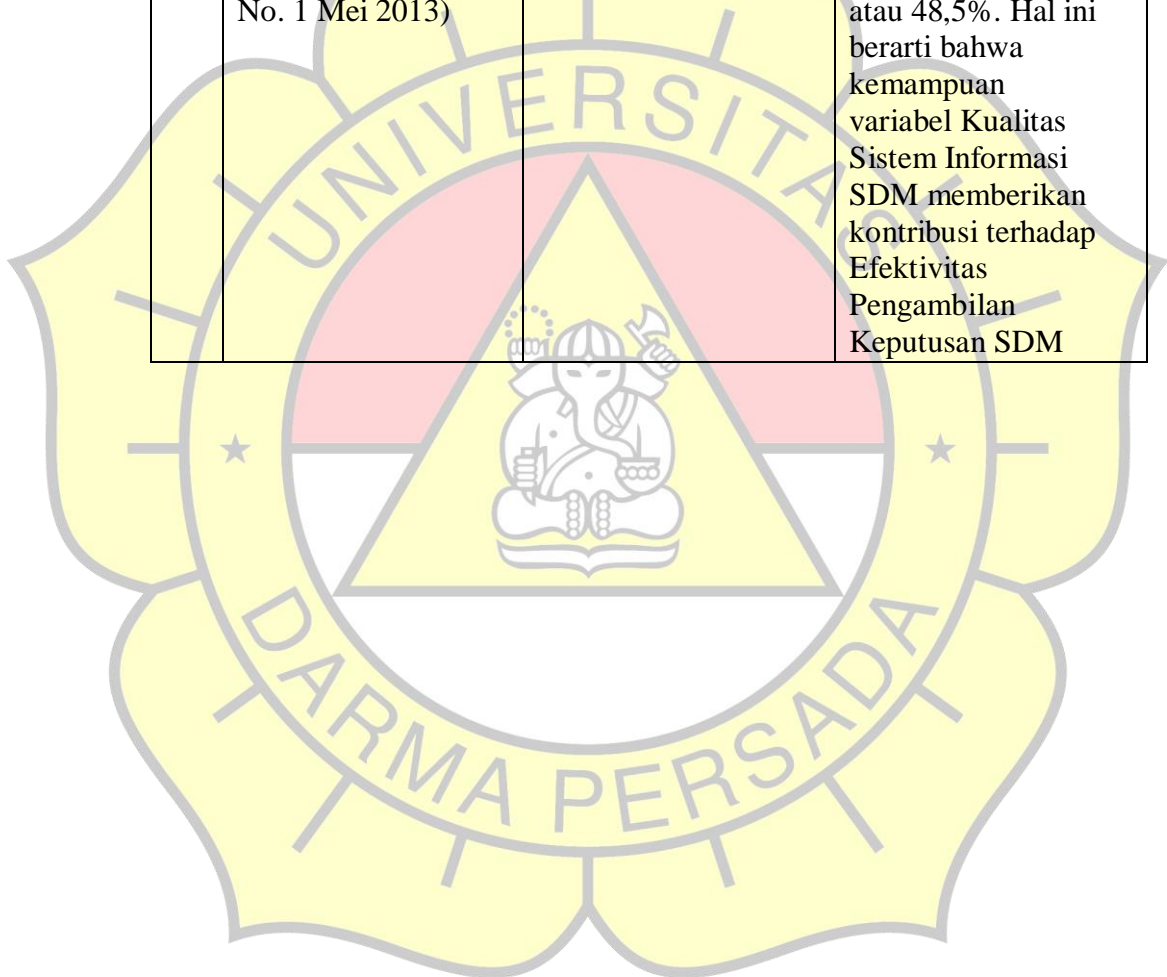 No. 1 Mei 2013)
atau 48,5%. Hal ini
berarti bahwa
kemampuan
variabel Kualitas
Sistem Informasi
SDM memberikan
kontribusi terhadap
Efektivitas
Pengambilan
Keputusan SDM
UNIVERSITAS
DARMA PERSADA